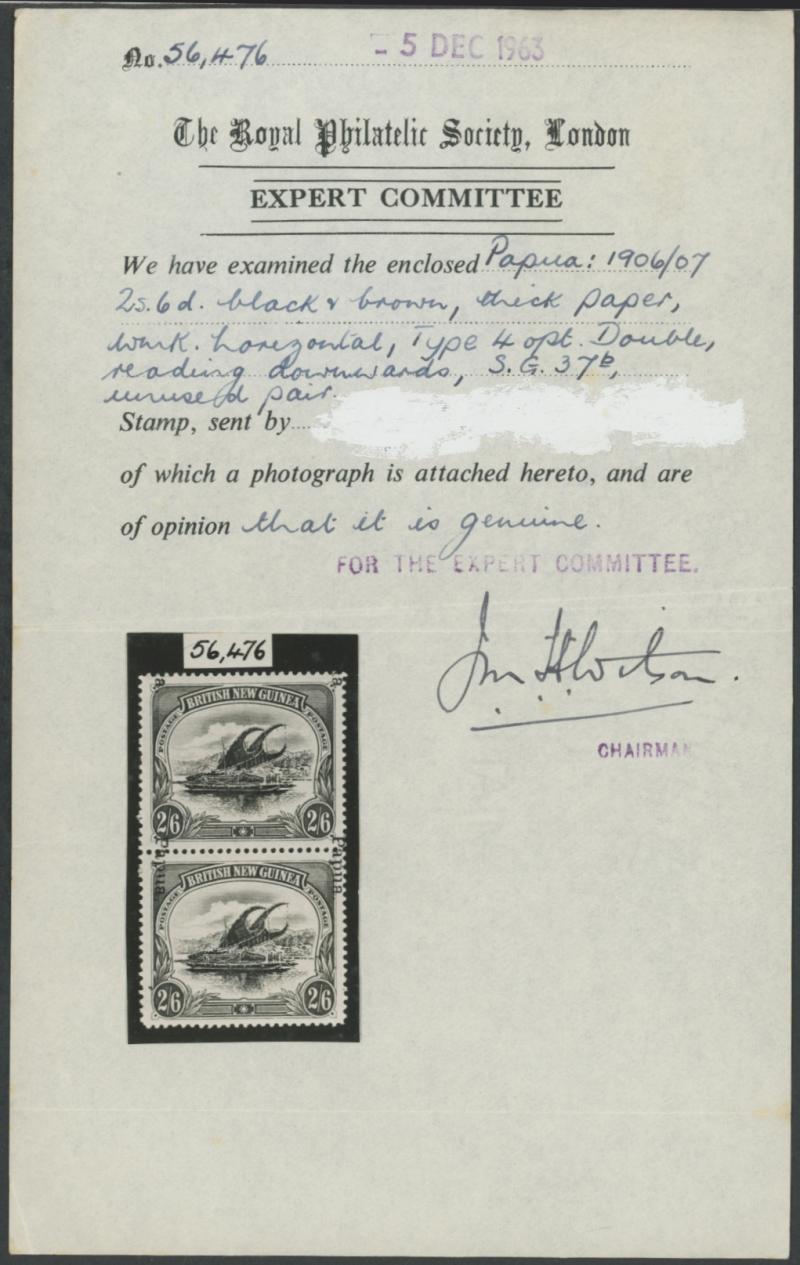 No. 56,476 - 5 DEC 1963
The Royal Philatelic Society, London
EXPERT COMMITTEE
We have examined the enclosed Papua: 1906/07
2s.6d. black & brown, thick paper,
wmk. horizontal, Type 4 opt. Double,
reading downwards, S.G. 37b,
unused pair.
Stamp, sent by
of which a photograph is attached hereto, and are
of opinion that it is genuine.
FOR THE EXPERT COMMITTEE.
Jn H Wilson.
CHAIRMAN
56,476
BRITISH NEW GUINEA
POSTAGE POSTAGE
2/6 2/6
Papua Papua
BRITISH NEW GUINEA
POSTAGE POSTAGE
2/6 2/6